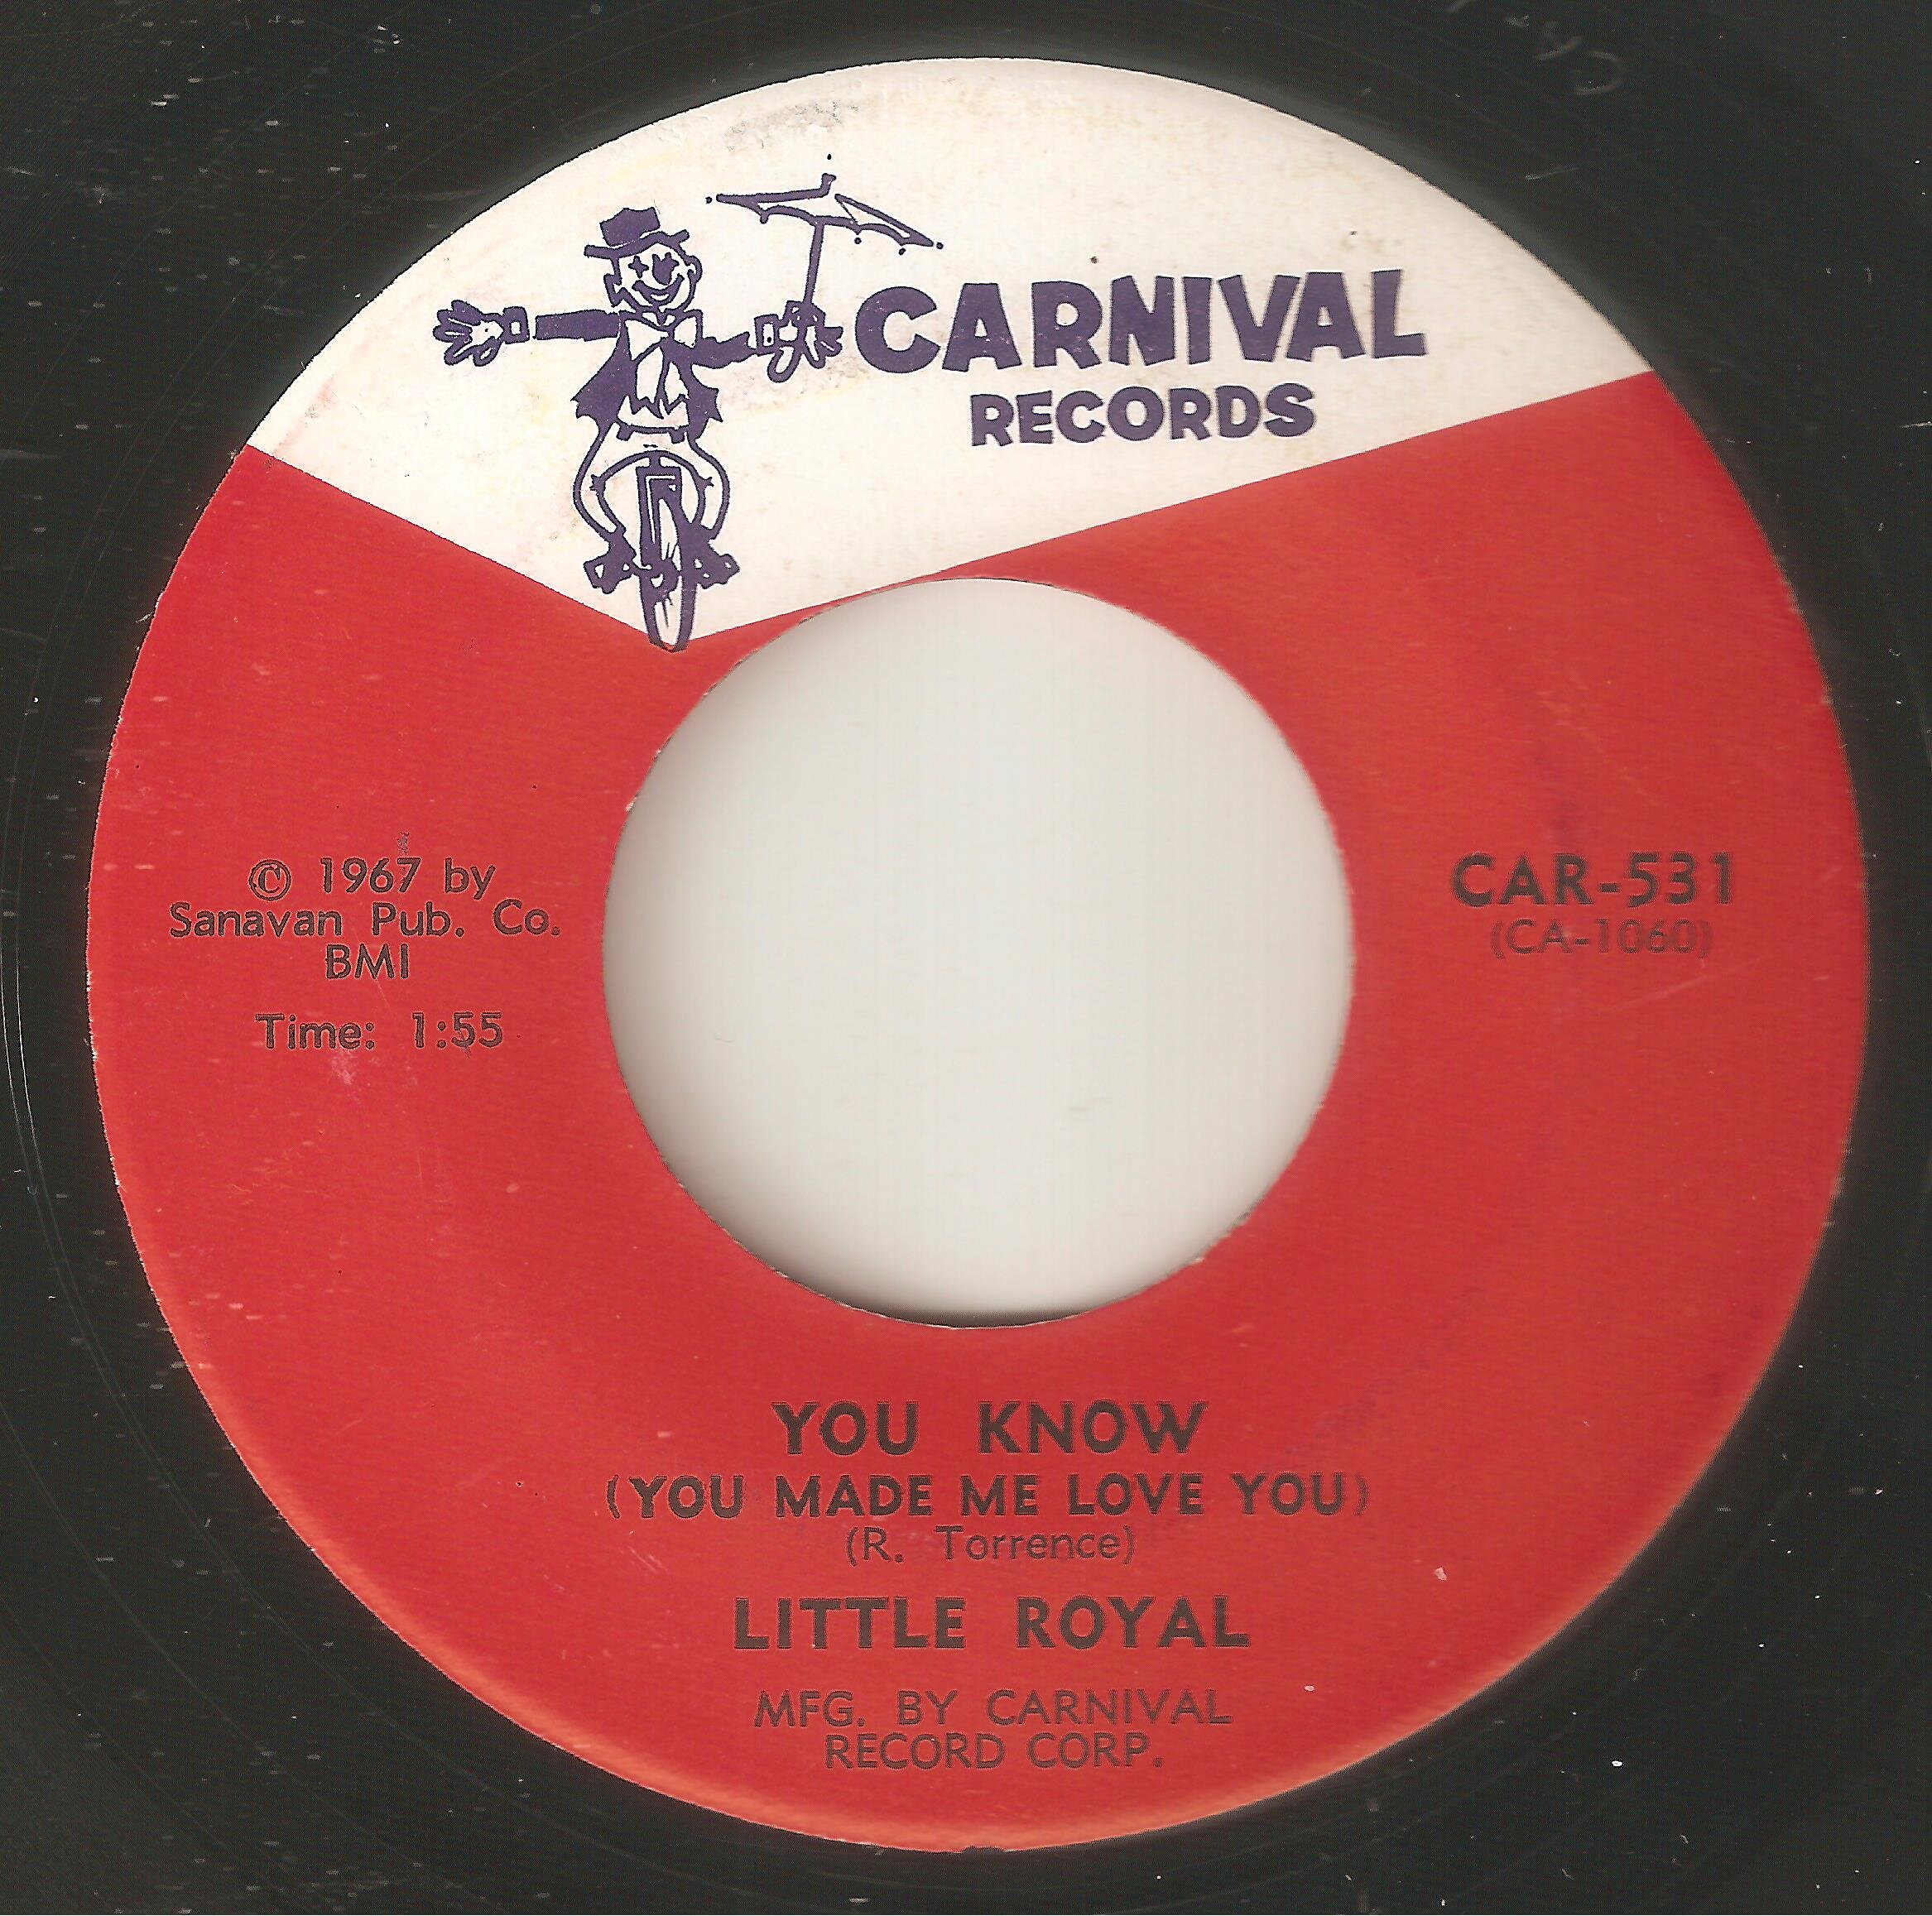 CARNIVAL
RECORDS
© 1967 by
Sanavan Pub. Co.
BMI
Time: 1:55
CAR-531
(CA-1060)
YOU KNOW
(YOU MADE ME LOVE YOU)
(R. Torrence)
LITTLE ROYAL
MFG. BY CARNIVAL
RECORD CORP.